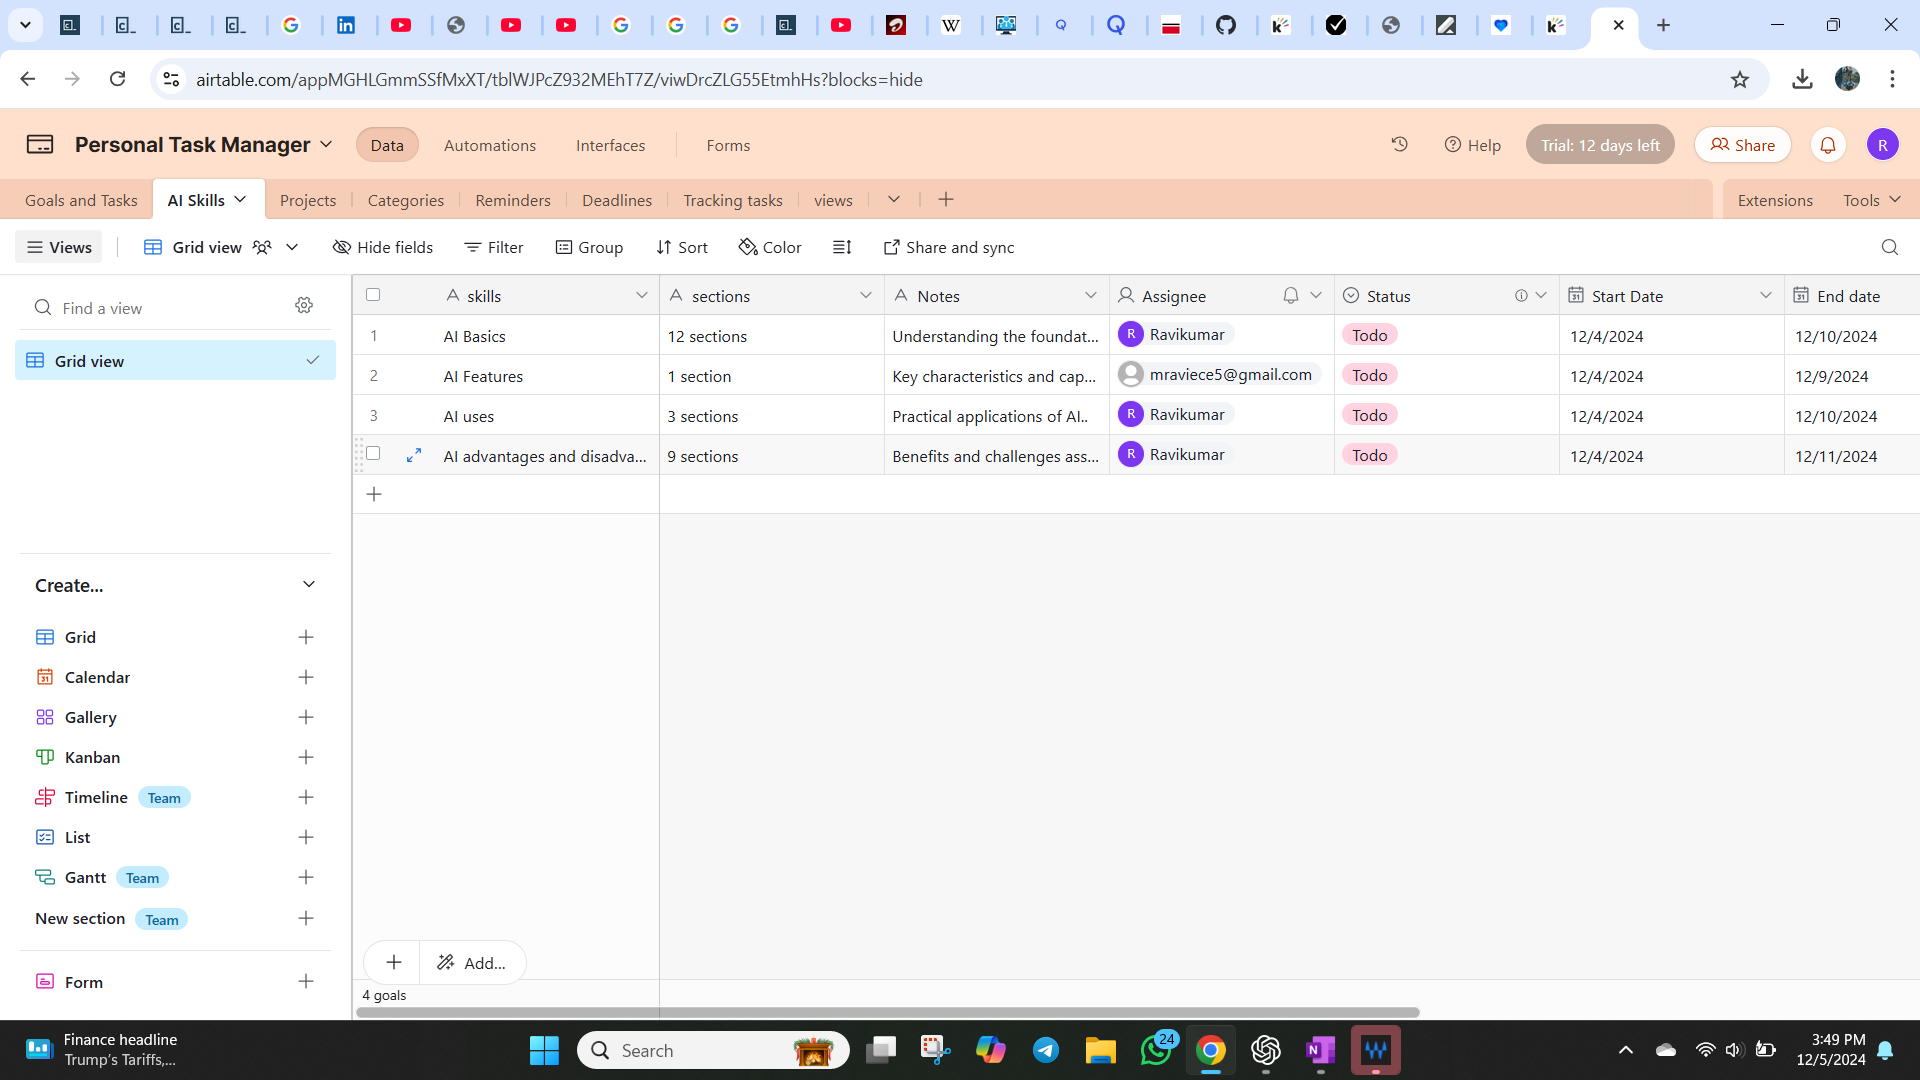 airtable.com/appMGHLGmmSSfMxXT/tblWJPcZ932MEhT7Z/viwDrcZLG55EtmhHs?blocks=hide
Personal Task Manager Data Automations Interfaces Forms Help Trial: 12 days left Share R
Goals and Tasks AI Skills Projects Categories Reminders Deadlines Tracking tasks views Extensions Tools
Views Grid view Hide fields Filter Group Sort Color Share and sync
Find a view
Grid view
skills sections Notes Assignee Status Start Date End date
1 AI Basics 12 sections Understanding the foundat... R Ravikumar Todo 12/4/2024 12/10/2024
2 AI Features 1 section Key characteristics and cap... mraviece5@gmail.com Todo 12/4/2024 12/9/2024
3 AI uses 3 sections Practical applications of AI.. R Ravikumar Todo 12/4/2024 12/10/2024
AI advantages and disadva... 9 sections Benefits and challenges ass... R Ravikumar Todo 12/4/2024 12/11/2024
Create...
Grid
Calendar
Gallery
Kanban
Timeline Team
List
Gantt Team
New section Team
Form
Add...
4 goals
Finance headline
Trump's Tariffs,...
Search
24
3:49 PM
12/5/2024